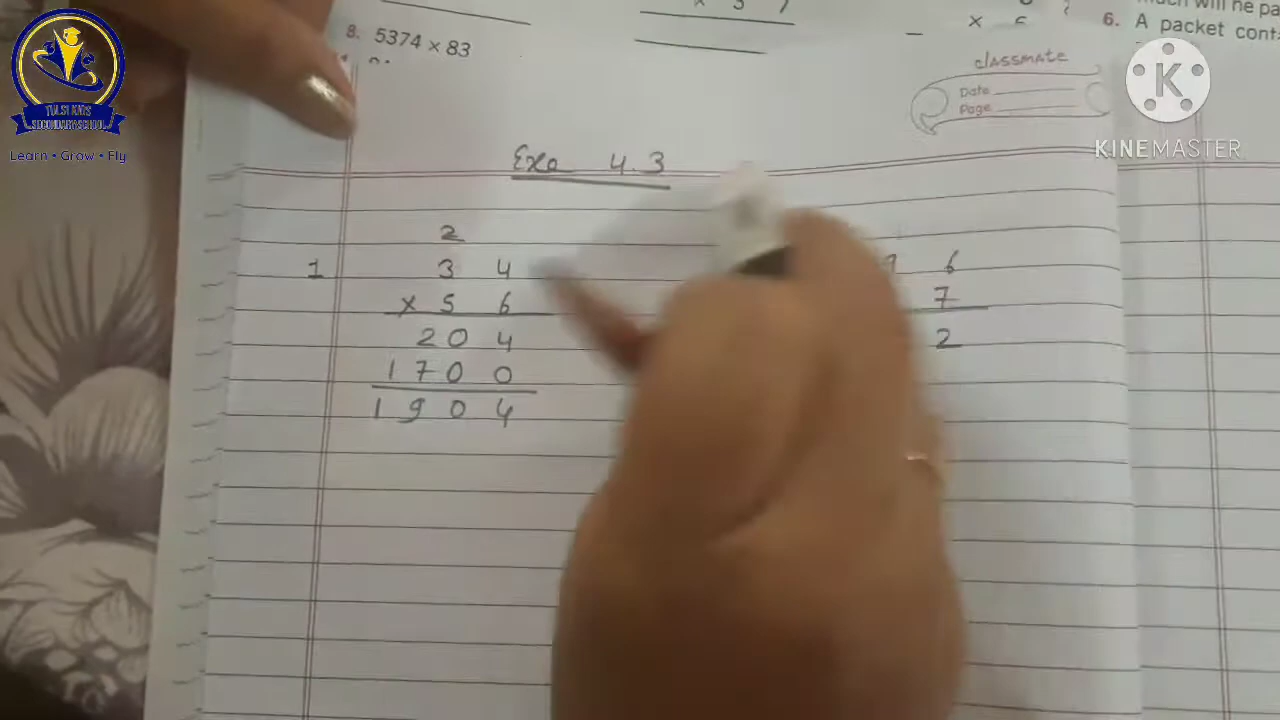 8. 5374 × 83
6. A packet
classmate
Date
Page
TULSI KIDS
SECONDARY SCHOOL
Learn • Grow • Fly
K
KINEMASTER
Exe 4.3
2
1 3 4
× 5 6
2 0 4
1 7 0 0
1 9 0 4
6
7
2